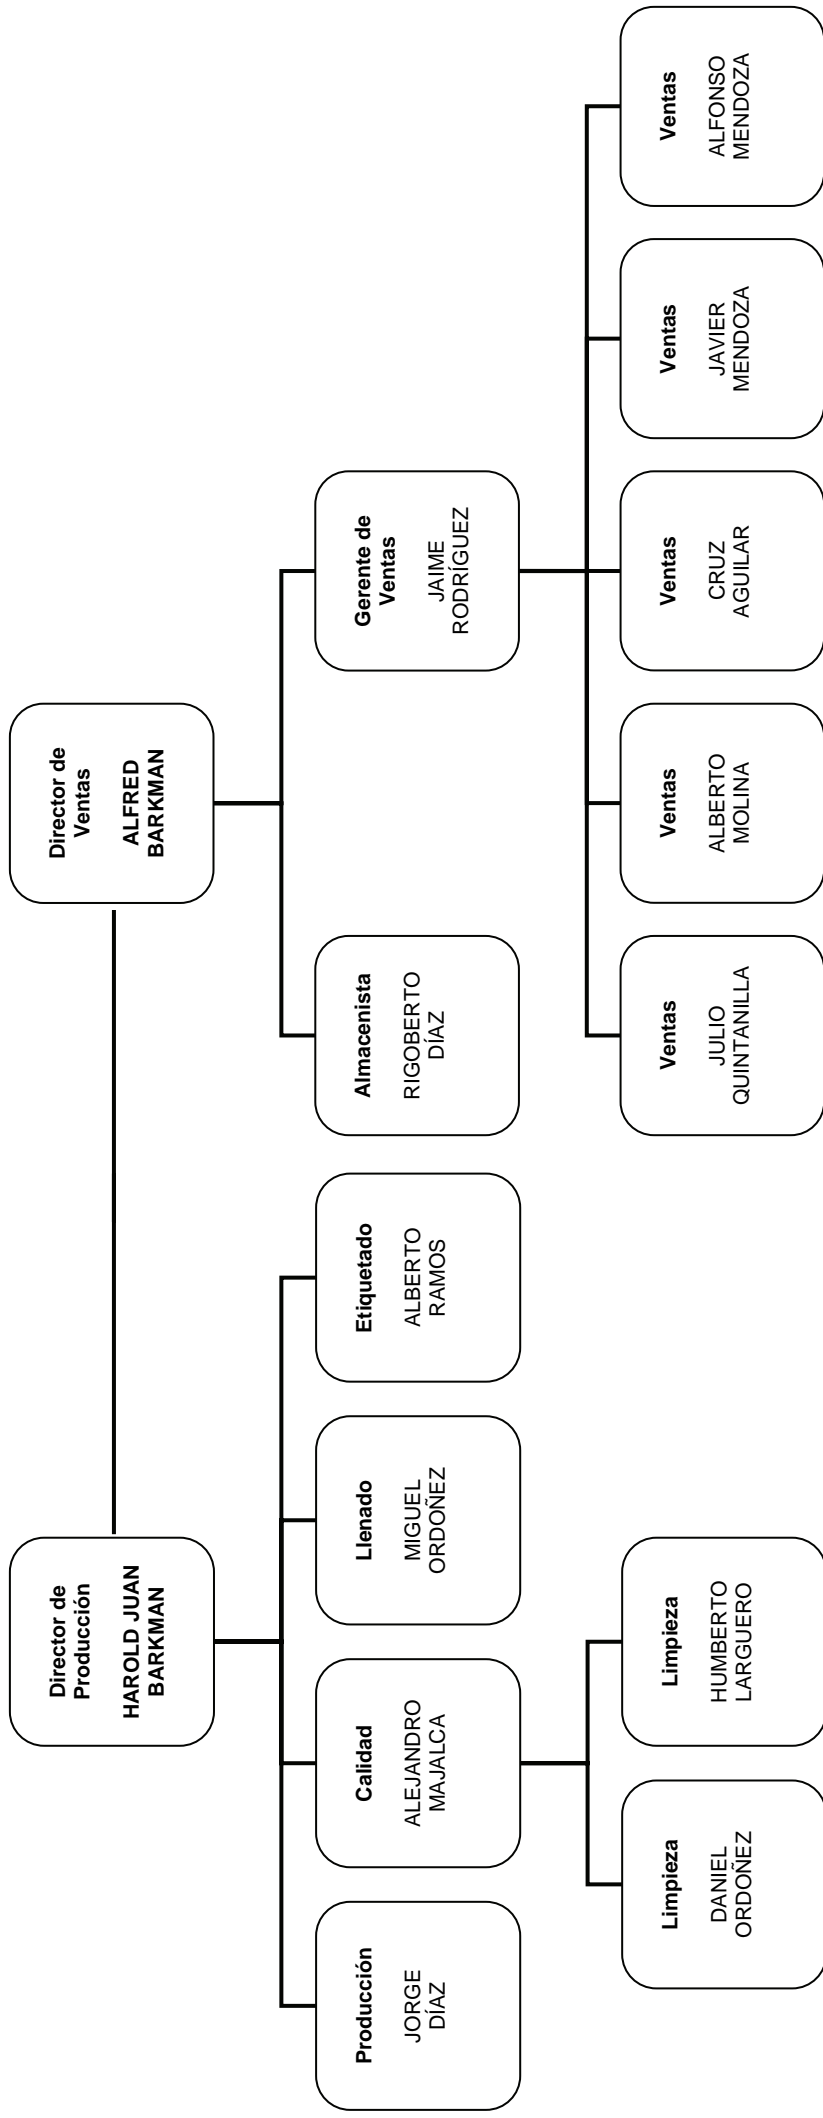 Director de
Producción
HAROLD JUAN
BARKMAN
Director de
Ventas
ALFRED
BARKMAN
Producción
JORGE
DÍAZ
Calidad
ALEJANDRO
MAJALCA
Llenado
MIGUEL
ORDOÑEZ
Etiquetado
ALBERTO
RAMOS
Almacenista
RIGOBERTO
DÍAZ
Gerente de
Ventas
JAIME
RODRÍGUEZ
Limpieza
DANIEL
ORDOÑEZ
Limpieza
HUMBERTO
LARGUERO
Ventas
JULIO
QUINTANILLA
Ventas
ALBERTO
MOLINA
Ventas
CRUZ
AGUILAR
Ventas
JAVIER
MENDOZA
Ventas
ALFONSO
MENDOZA